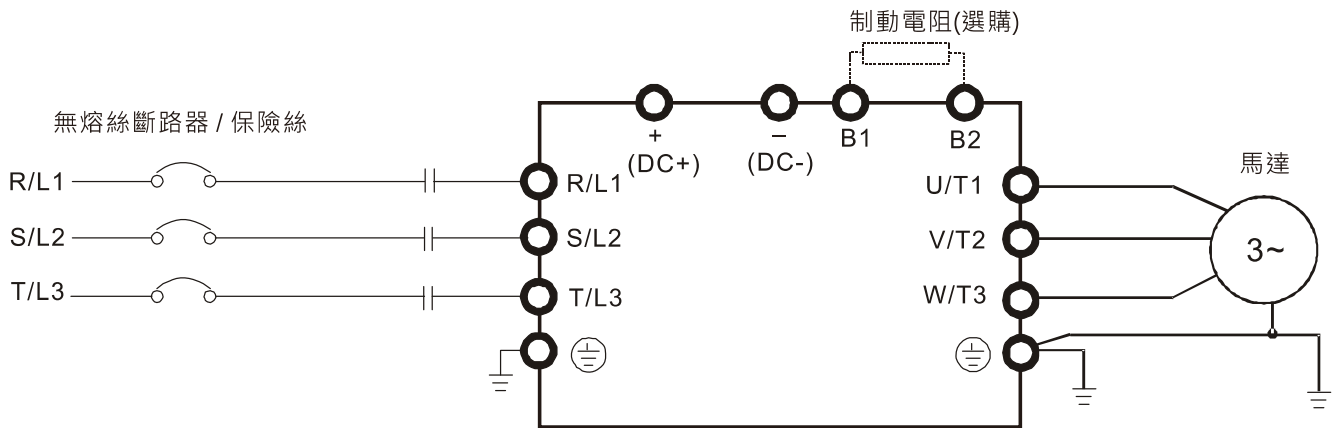 制動電阻(選購)
無熔絲斷路器 / 保險絲
+
(DC+)
−
(DC-)
B1
B2
馬達
R/L1
R/L1
U/T1
S/L2
S/L2
V/T2
3~
T/L3
T/L3
W/T3